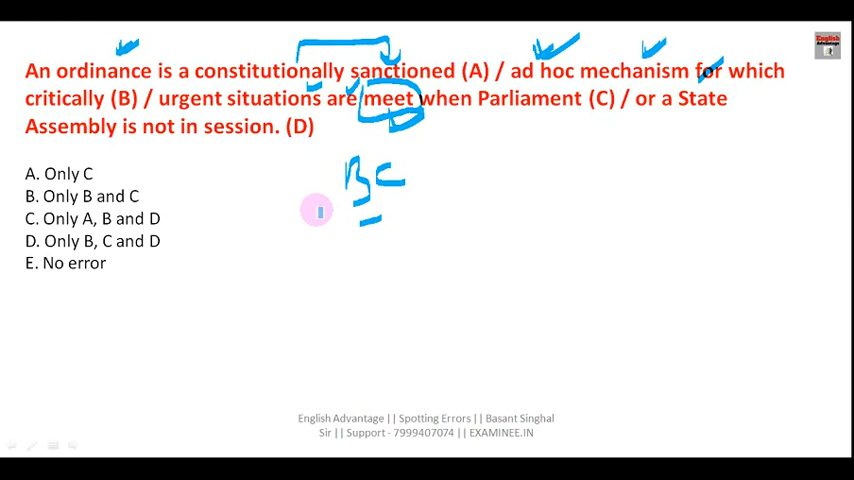 English
Advantage
An ordinance is a constitutionally sanctioned (A) / ad hoc mechanism for which
critically (B) / urgent situations are meet when Parliament (C) / or a State
Assembly is not in session. (D)
BC
A. Only C
B. Only B and C
C. Only A, B and D
D. Only B, C and D
E. No error
English Advantage || Spotting Errors || Basant Singhal
Sir || Support - 7999407074 || EXAMINEE.IN